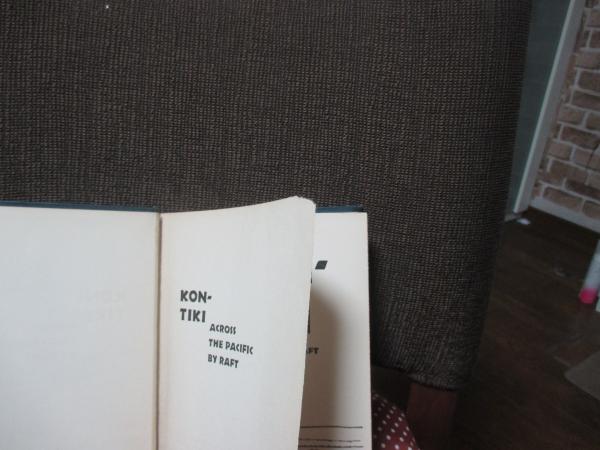 KON-
TIKI
ACROSS
THE PACIFIC
BY RAFT